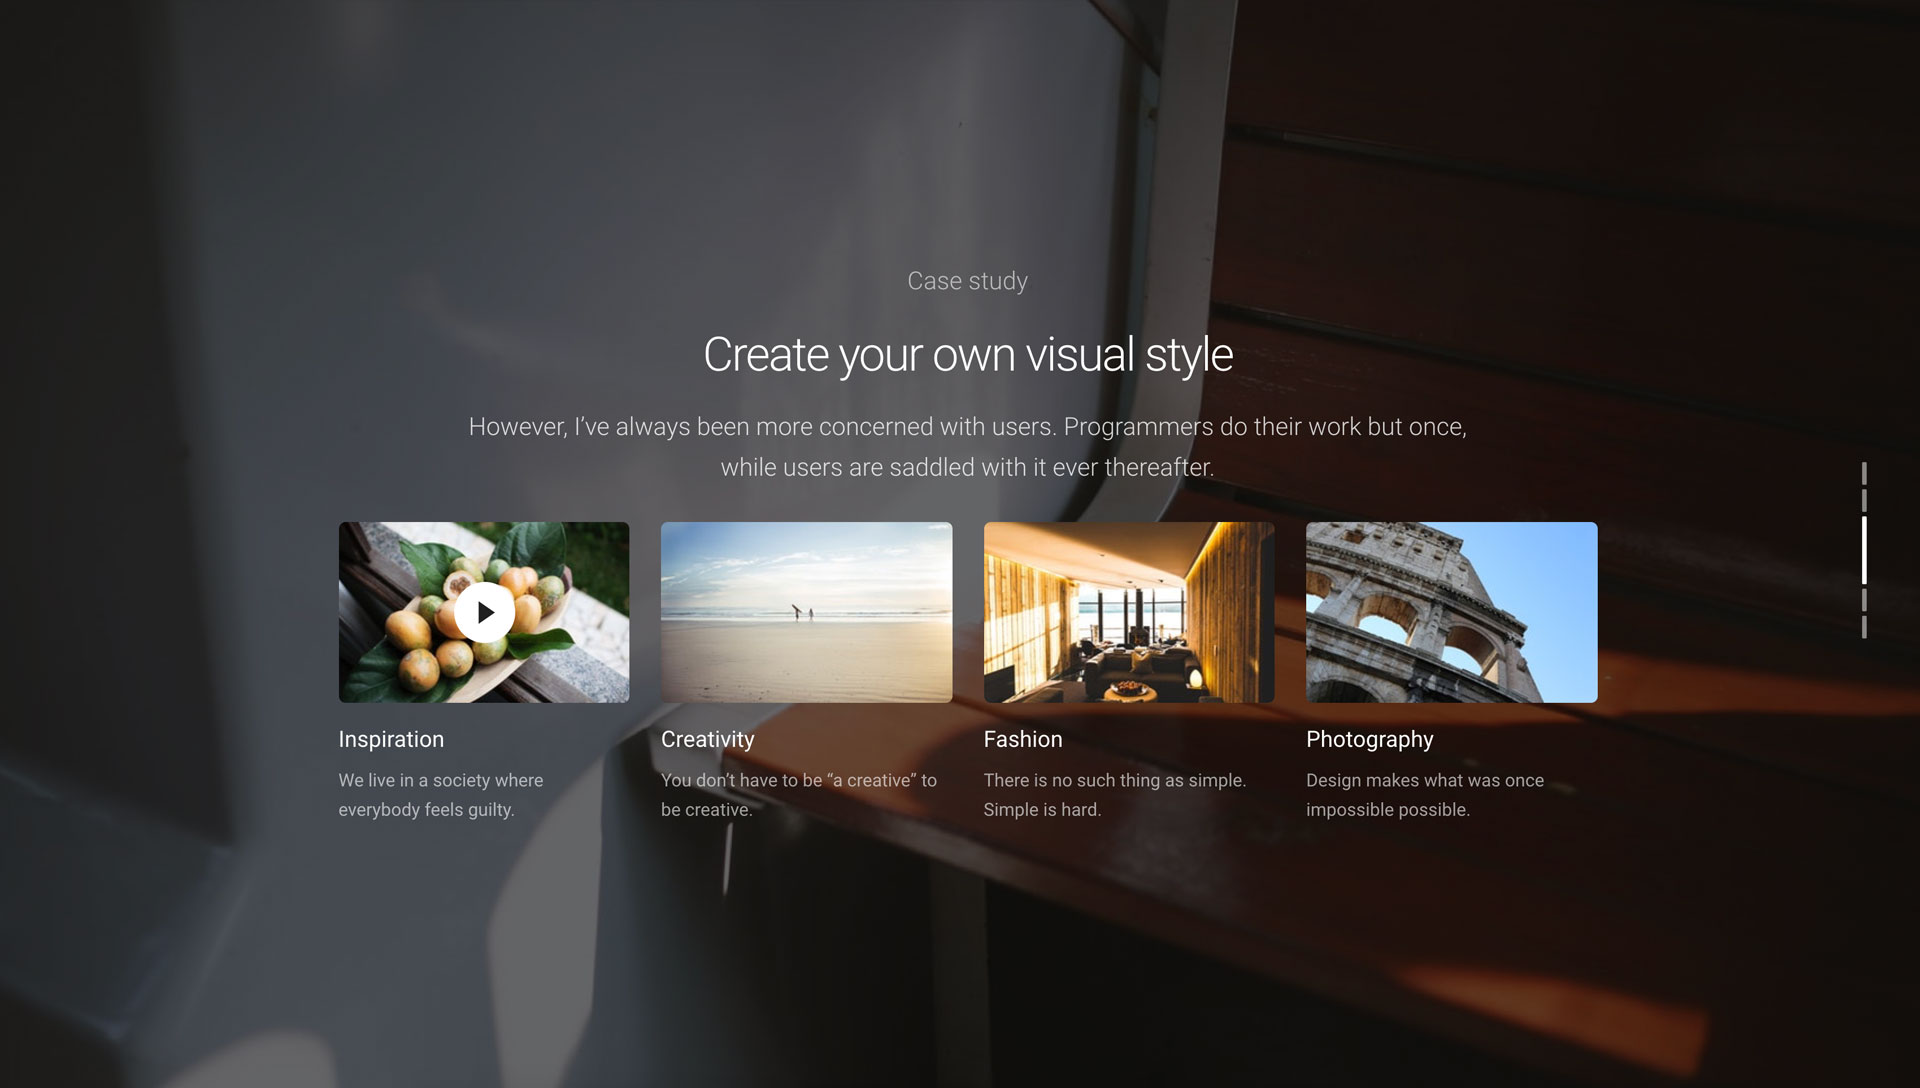 Case study
Create your own visual style
However, I’ve always been more concerned with users. Programmers do their work but once,
while users are saddled with it ever thereafter.
Inspiration
We live in a society where
everybody feels guilty.
Creativity
You don’t have to be “a creative” to
be creative.
Fashion
There is no such thing as simple.
Simple is hard.
Photography
Design makes what was once
impossible possible.